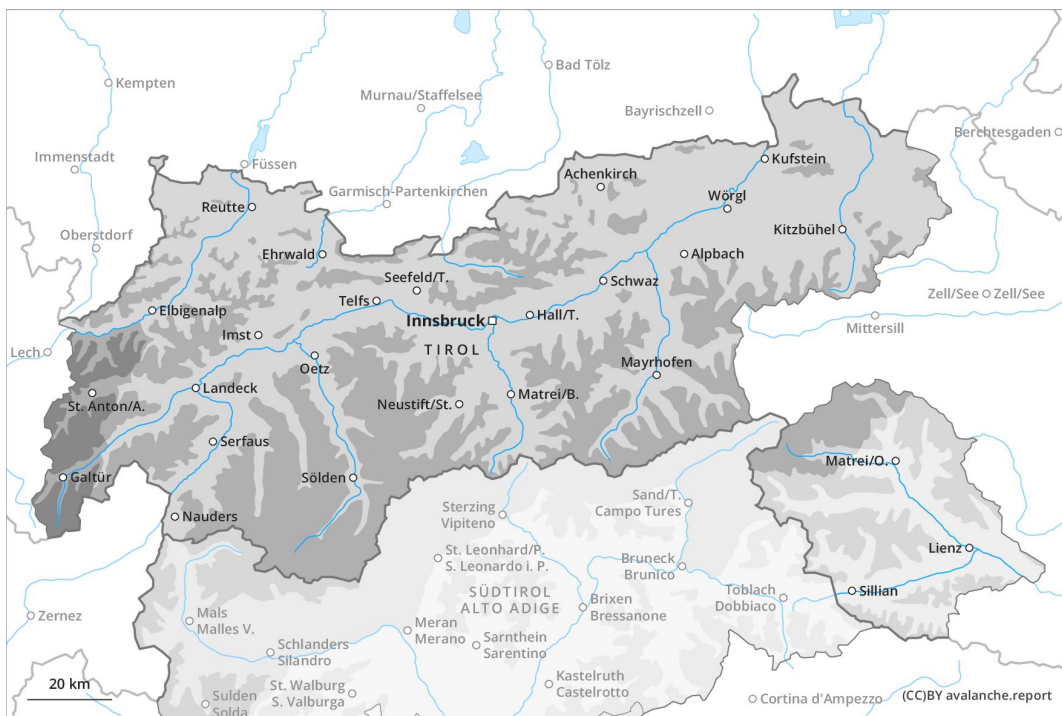 Kempten
Bad Tölz
Murnau/Staffelsee
Bayrischzell
Berchtesgaden
Immenstadt
Füssen
Kufstein
Achenkirch
Garmisch-Partenkirchen
Reutte
Wörgl
Oberstdorf
Kitzbühel
Ehrwald
Alpbach
Seefeld/T.
Schwaz
Zell/See
Zell/See
Telfs
Elbigenalp
Innsbruck
Hall/T.
Mittersill
Imst
TIROL
Lech
Oetz
Mayrhofen
Landeck
St. Anton/A.
Neustift/St.
Matrei/B.
Serfaus
Matrei/O.
Galtür
Sölden
Sand/T.
Campo Tures
Sterzing
Vipiteno
Nauders
Lienz
St. Leonhard/P.
S. Leonardo i. P.
Bruneck
Brunico
SÜDTIROL
ALTO ADIGE
Sillian
Toblach
Dobbiaco
Brixen
Bressanone
Zernez
Mals
Malles V.
Meran
Merano
Sarnthein
Sarentino
Schlanders
Silandro
Kastelruth
Castelrotto
St. Walburg
S. Valburga
20 km
Sulden
Solda
Cortina d'Ampezzo
(CC)BY avalanche.report